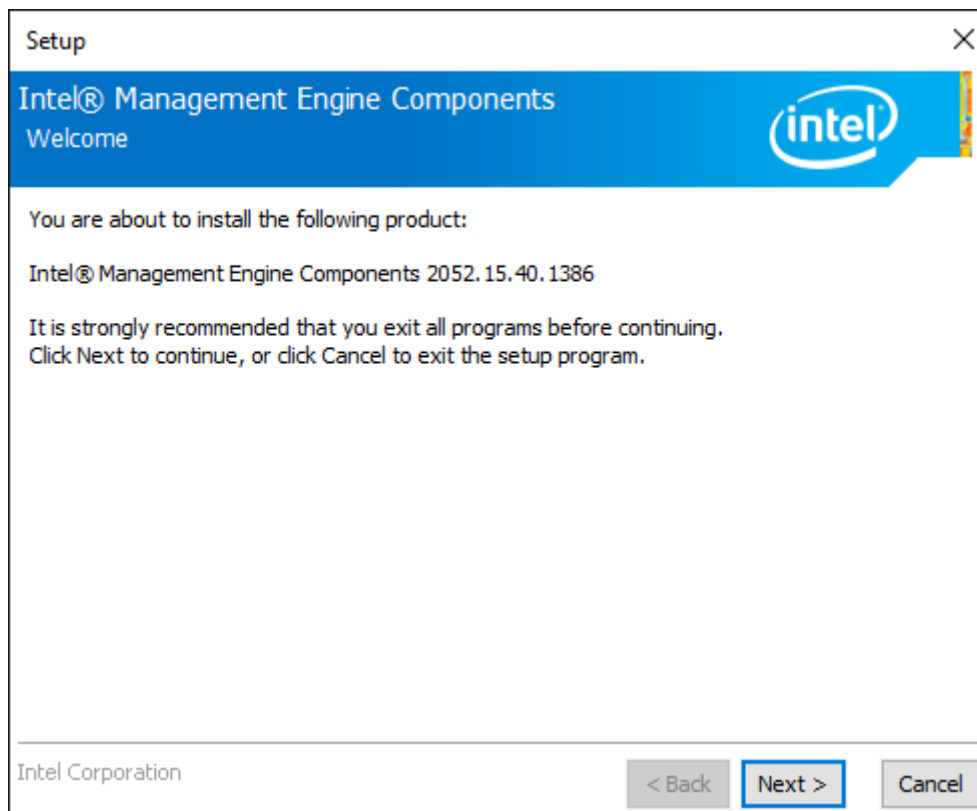 Setup
Intel® Management Engine Components
Welcome
intel
You are about to install the following product:
Intel® Management Engine Components 2052.15.40.1386
It is strongly recommended that you exit all programs before continuing.
Click Next to continue, or click Cancel to exit the setup program.
Intel Corporation
< Back Next > Cancel